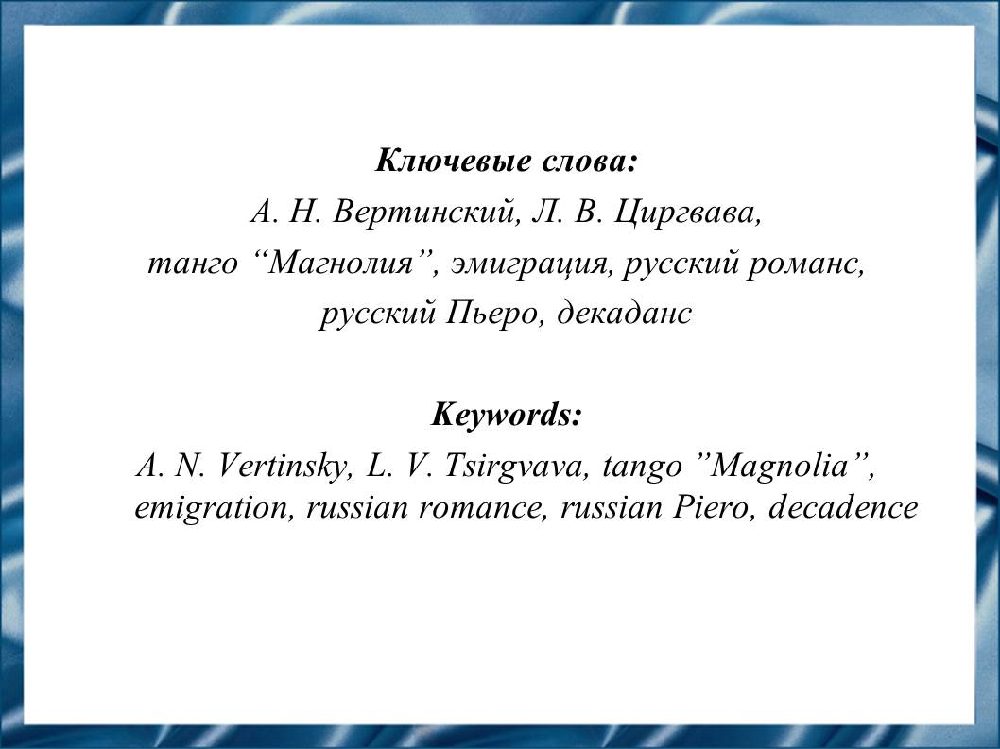 Ключевые слова:
А. Н. Вертинский, Л. В. Циргвава,
танго “Магнолия”, эмиграция, русский романс,
русский Пьеро, декаданс
Keywords:
A. N. Vertinsky, L. V. Tsirgvava, tango ”Magnolia”,
emigration, russian romance, russian Piero, decadence